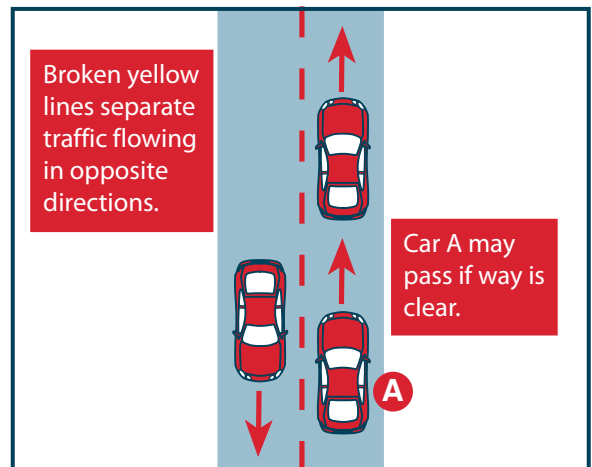 Broken yellow
lines separate
traffic flowing
in opposite
directions.
Car A may
pass if way is
clear.
A